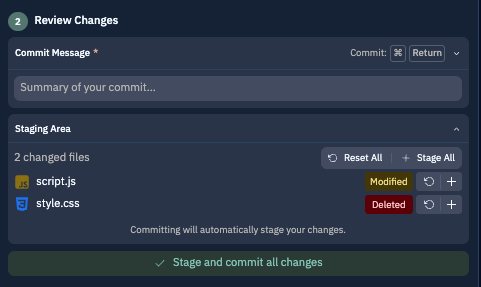 2 Review Changes
Commit Message * Commit: ⌘ Return
Summary of your commit...
Staging Area
2 changed files Reset All + Stage All
JS script.js Modified
style.css Deleted
Committing will automatically stage your changes.
Stage and commit all changes